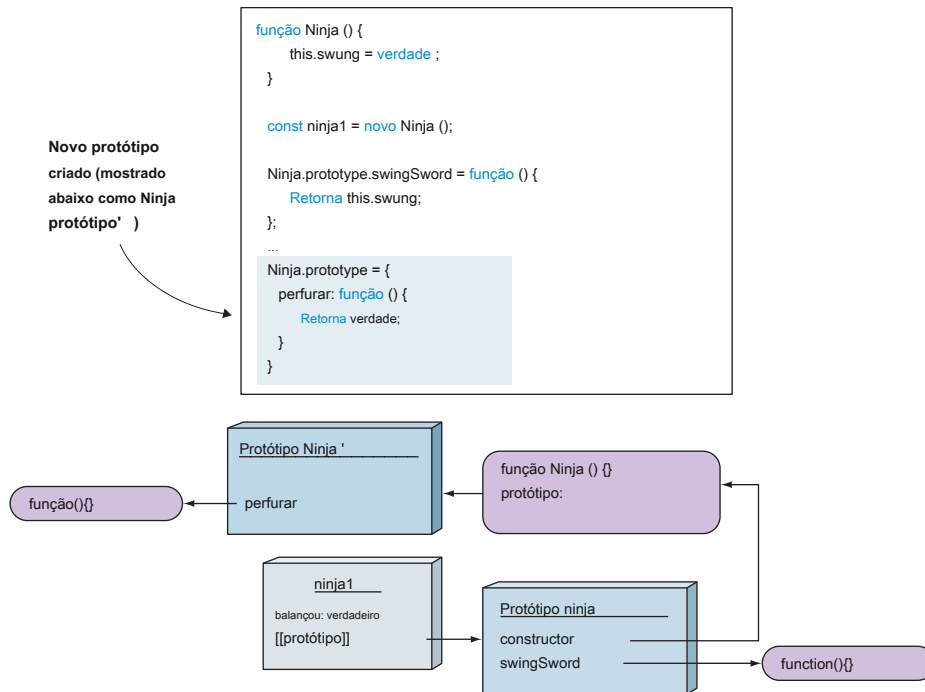 função Ninja () {
this.swung = verdade ;
}
const ninja1 = novo Ninja ();
Ninja.prototype.swingSword = função () {
Retorna this.swung;
};
...
Ninja.prototype = {
perfurar: função () {
Retorna verdade;
}
}
Novo protótipo
criado (mostrado
abaixo como Ninja
protótipo' )
Protótipo Ninja '
perfurar
função(){}
função Ninja () {}
protótipo:
ninja1
balançou: verdadeiro
[[protótipo]]
Protótipo ninja
constructor
swingSword
function(){}